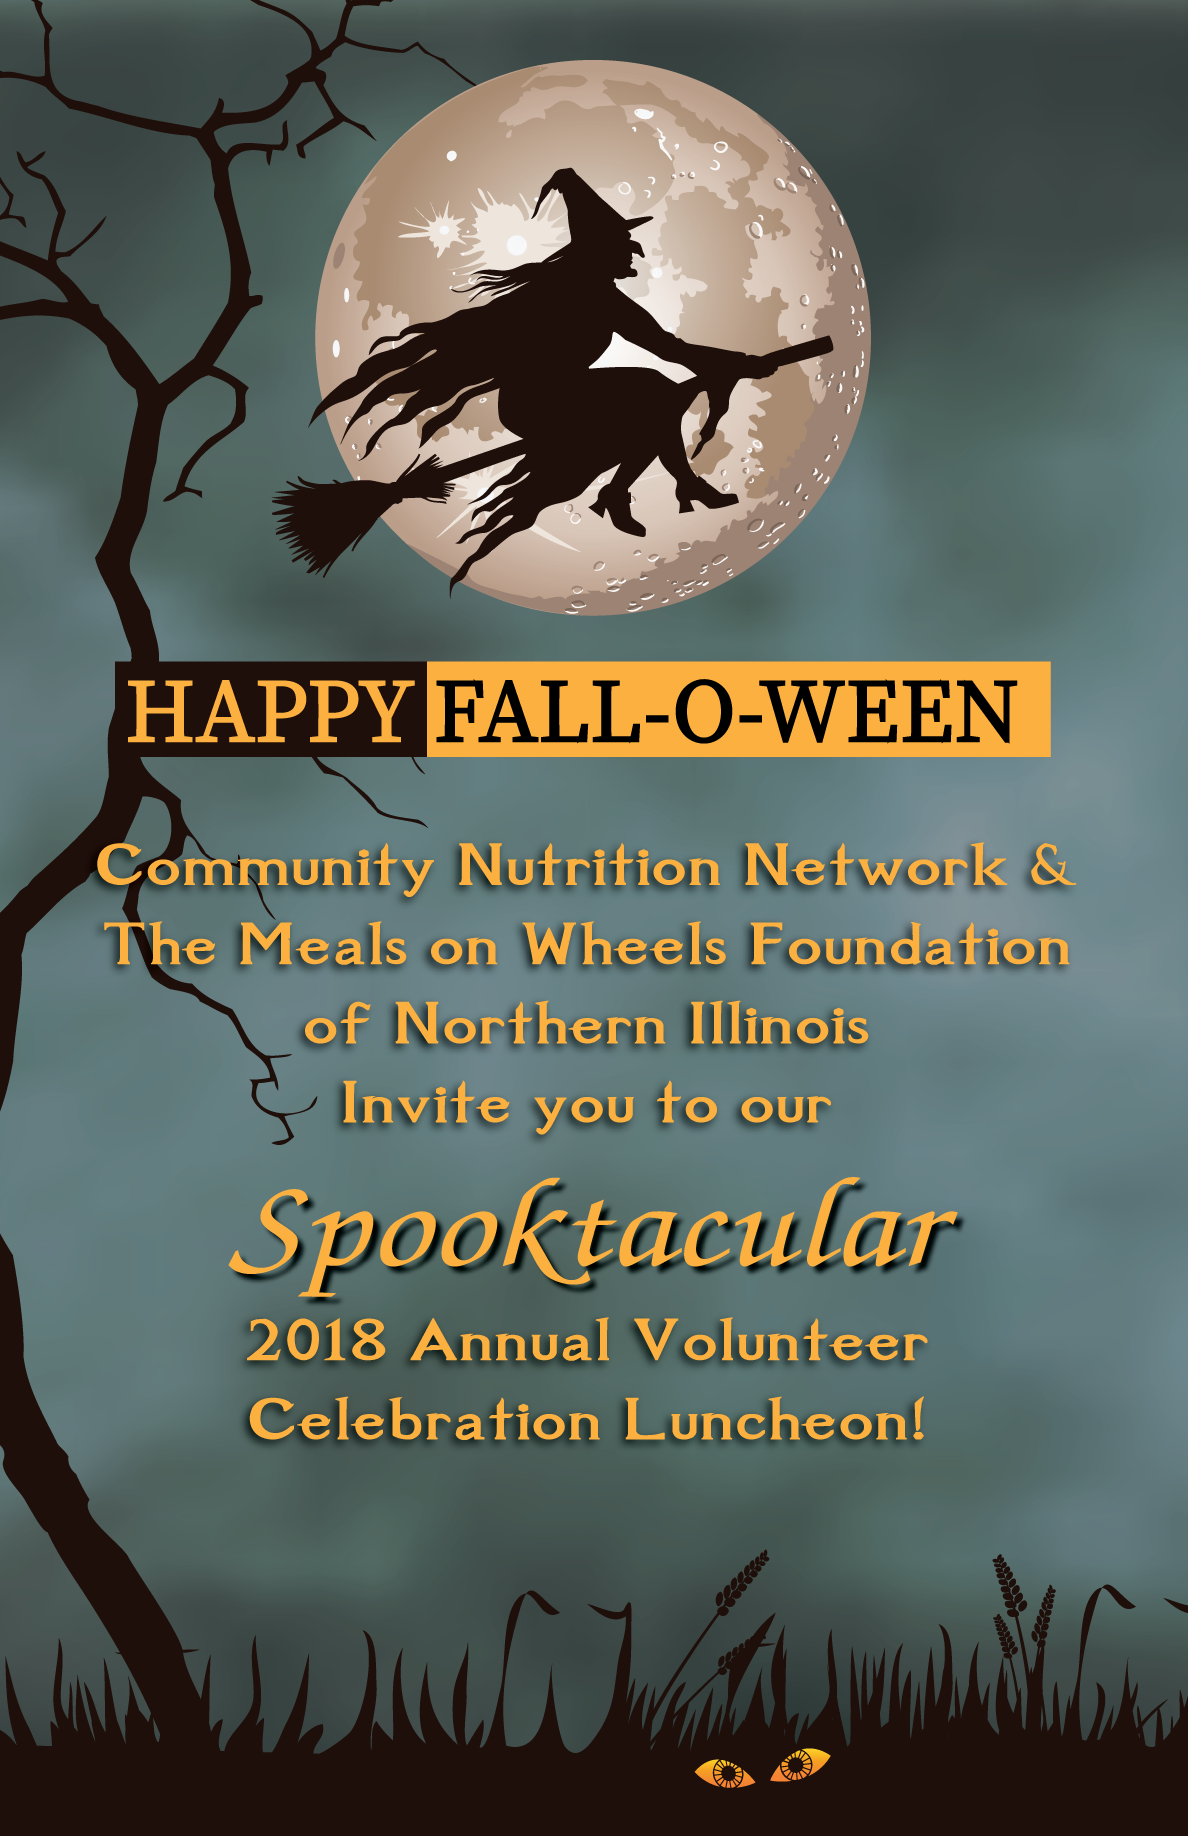 HAPPY FALL-O-WEEN
Community Nutrition Network &
The Meals on Wheels Foundation
of Northern Illinois
Invite you to our
Spooktacular
2018 Annual Volunteer
Celebration Luncheon!